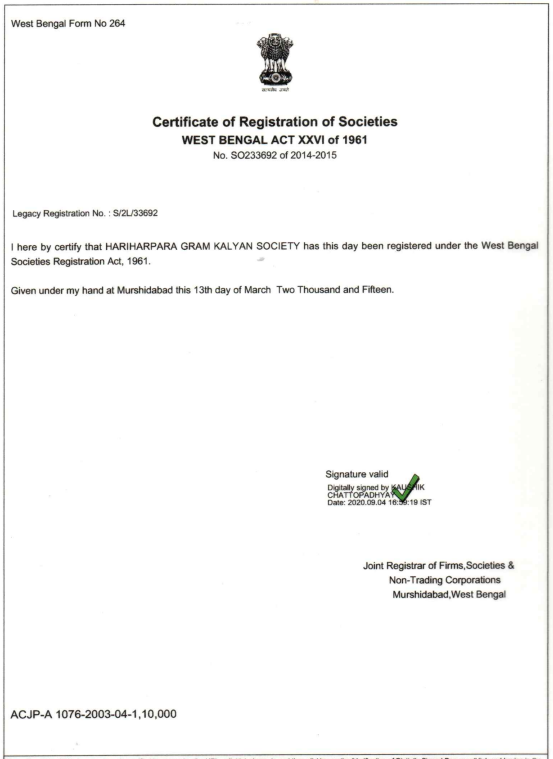 West Bengal Form No 264
Certificate of Registration of Societies
WEST BENGAL ACT XXVI of 1961
No. SO233692 of 2014-2015
Legacy Registration No. : S/2L/33692
I here by certify that HARIHARPARA GRAM KALYAN SOCIETY has this day been registered under the West Bengal
Societies Registration Act, 1961.
Given under my hand at Murshidabad this 13th day of March Two Thousand and Fifteen.
Signature valid
Digitally signed by KAUSHIK
CHATTOPADHYAY
Date: 2020.09.04 16:59:19 IST
Joint Registrar of Firms,Societies &
Non-Trading Corporations
Murshidabad,West Bengal
ACJP-A 1076-2003-04-1,10,000